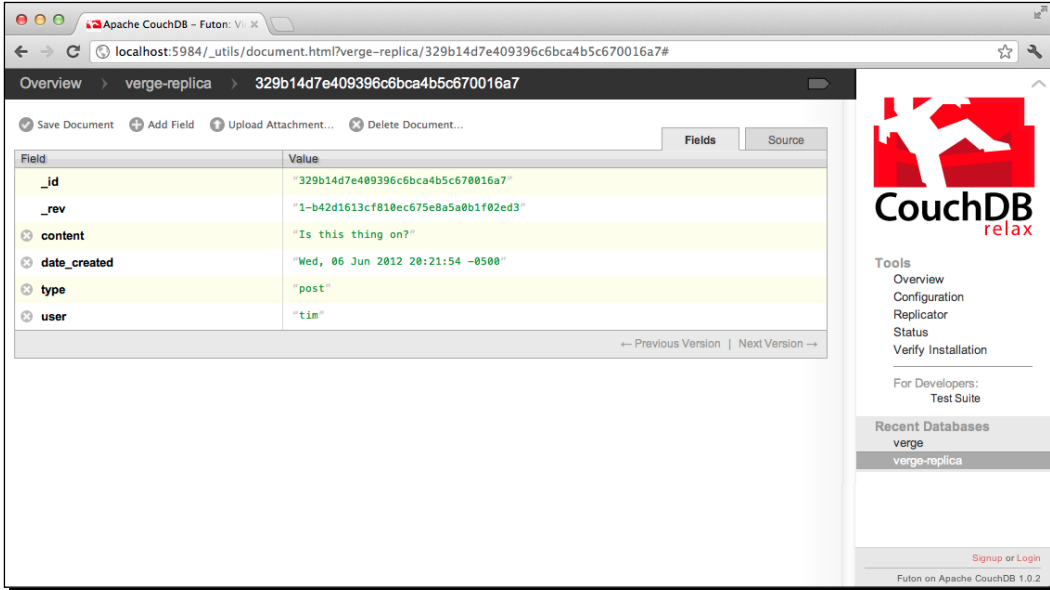 Apache CouchDB – Futon: Vi
localhost:5984/_utils/document.html?verge-replica/329b14d7e409396c6bca4b5c670016a7#
Overview verge-replica 329b14d7e409396c6bca4b5c670016a7
Save Document Add Field Upload Attachment... Delete Document...
Fields Source
Field Value
_id "329b14d7e409396c6bca4b5c670016a7"
_rev "1-b42d1613cf810ec675e8a5a0b1f02ed3"
content "Is this thing on?"
date_created "Wed, 06 Jun 2012 20:21:54 -0500"
type "post"
user "tim"
← Previous Version | Next Version →
CouchDB
relax
Tools
Overview
Configuration
Replicator
Status
Verify Installation
For Developers:
Test Suite
Recent Databases
verge
verge-replica
Signup or Login
Futon on Apache CouchDB 1.0.2